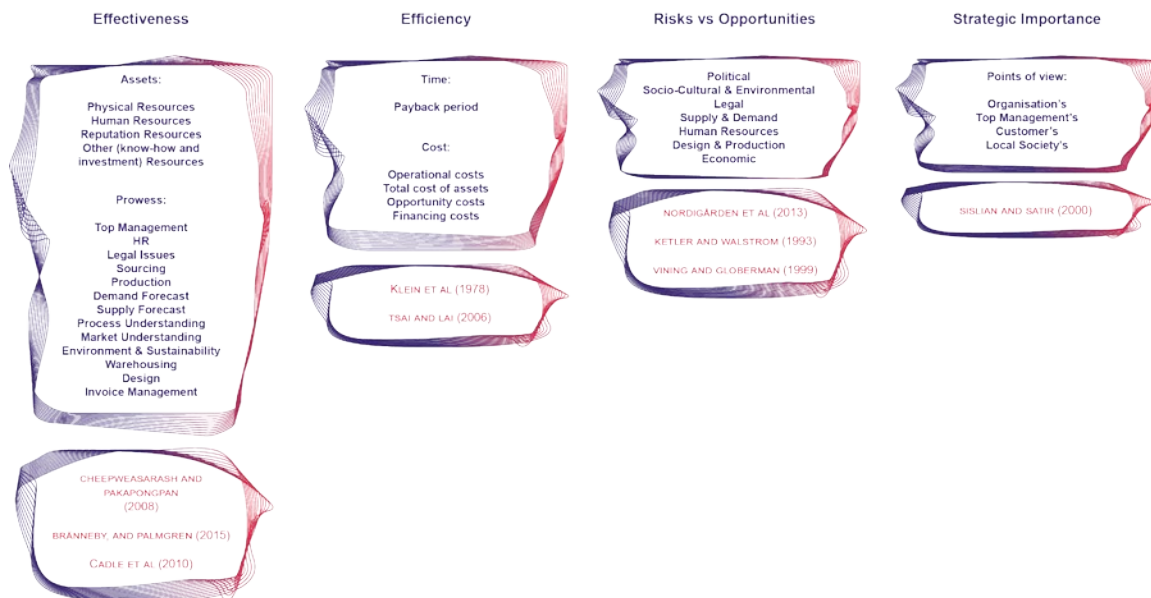 Effectiveness
Assets:
Physical Resources
Human Resources
Reputation Resources
Other (know-how and
investment) Resources
Prowess:
Top Management
HR
Legal Issues
Sourcing
Production
Demand Forecast
Supply Forecast
Process Understanding
Market Understanding
Environment & Sustainability
Warehousing
Design
Invoice Management
CHEEPWEASARASH AND
PAKAPONGPAN
(2008)
BRÄNNEBY, AND PALMGREN (2015)
CADLE ET AL (2010)
Efficiency
Time:
Payback period
Cost:
Operational costs
Total cost of assets
Opportunity costs
Financing costs
KLEIN ET AL (1978)
TSAI AND LAI (2006)
Risks vs Opportunities
Political
Socio-Cultural & Environmental
Legal
Supply & Demand
Human Resources
Design & Production
Economic
NORDIGÅRDEN ET AL (2013)
KETLER AND WALSTROM (1993)
VINING AND GLOBERMAN (1999)
Strategic Importance
Points of view:
Organisation's
Top Management's
Customer's
Local Society's
SISLIAN AND SATIR (2000)